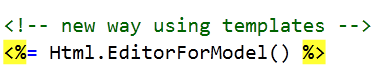 <!-- new way using templates -->
<%= Html.EditorForModel() %>